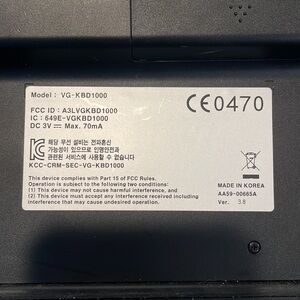 Model : VG-KBD1000
FCC ID : A3LVGKBD1000
IC : 649E-VGKBD1000
DC 3V ⎓ Max. 70mA
CE0470
해당 무선 설비는 전파혼신
가능성이 있으므로 인명안전과
관련된 서비스에 사용할 수 없음
KCC-CRM-SEC-VG-KBD1000
This device complies with Part 15 of FCC Rules.
Operation is subject to the following two conditions:
(1) This device may not cause harmful interference.
(2) This device must accept any interference received including
interference that may cause undesired operation.
MADE IN KOREA
AA59-00665A
Ver. 3.8